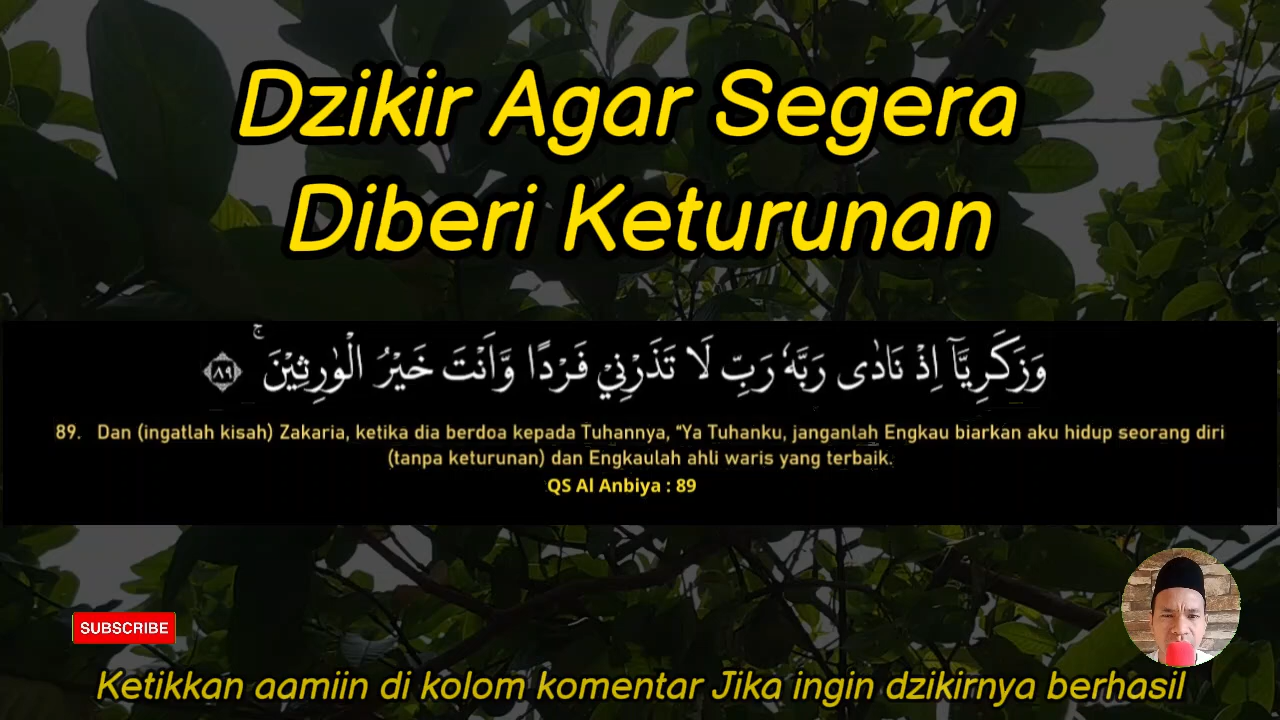 Dzikir Agar Segera
Diberi Keturunan
وَزَكَرِيَّآ اِذْ نَادٰى رَبَّهٗ رَبِّ لَا تَذَرْنِيْ فَرْدًا وَّاَنْتَ خَيْرُ الْوٰرِثِيْنَ ۚ ۝٨٩
89. Dan (ingatlah kisah) Zakaria, ketika dia berdoa kepada Tuhannya, “Ya Tuhanku, janganlah Engkau biarkan aku hidup seorang diri
(tanpa keturunan) dan Engkaulah ahli waris yang terbaik.
QS Al Anbiya : 89
SUBSCRIBE
Ketikkan aamiin di kolom komentar Jika ingin dzikirnya berhasil